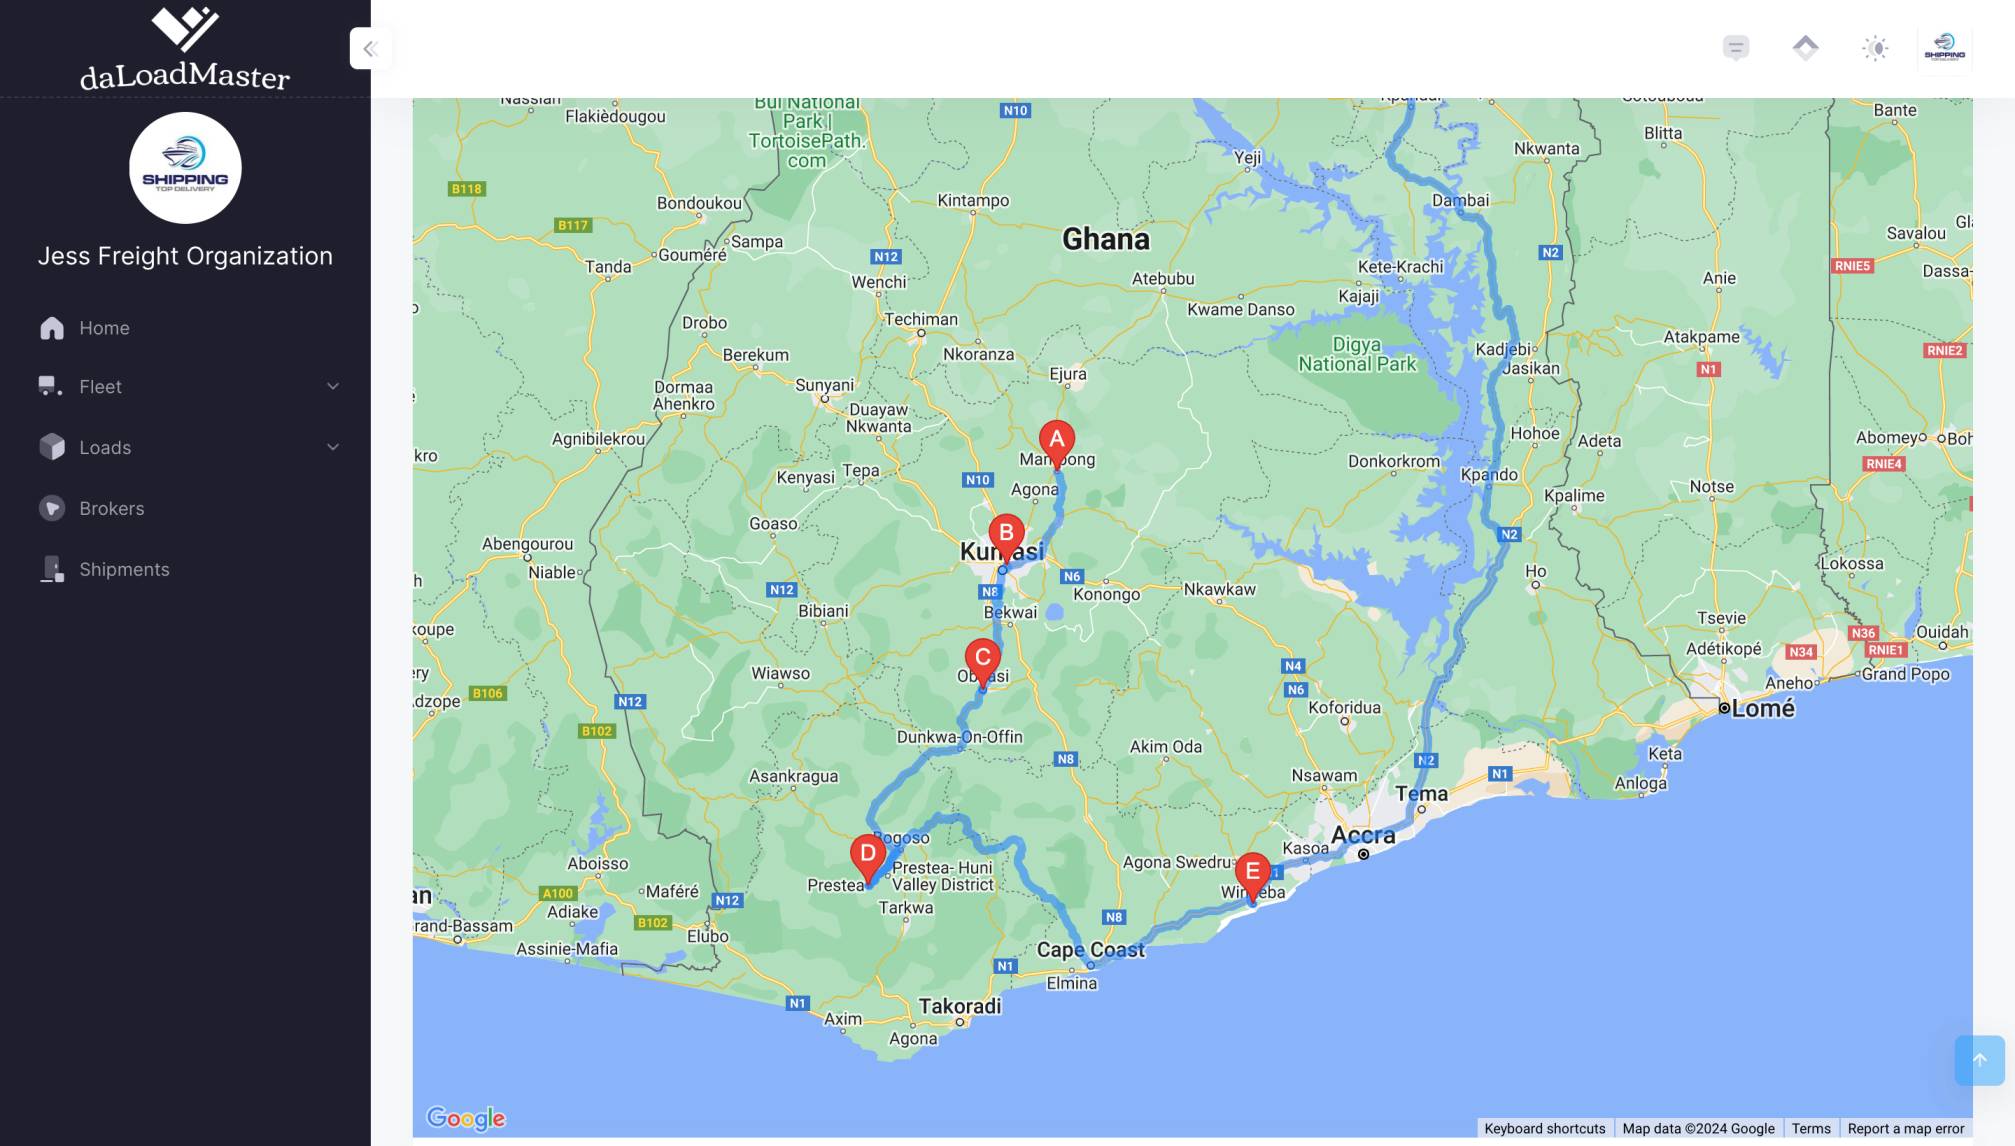 daLoadMaster
SHIPPING
TOP DELIVERY
Jess Freight Organization
Home
Fleet
Loads
Brokers
Shipments
SHIPPING
TOP DELIVERY
Nassian
Flakièdougou
Bui National
Park |
TortoisePath.
com
N10
Kpandai
Sotouboua
Blitta
Bante
Yeji
Nkwanta
B118
Bondoukou
Kintampo
Dambai
B117
Sampa
Gouméré
Ghana
Savalou
Tanda
N12
N2
RNIE5
Dassa-
Wenchi
Atebubu
Kete-Krachi
Kajaji
Anie
Kwame Danso
Drobo
Techiman
Berekum
Nkoranza
Digya
National Park
Kadjebi
Jasikan
Atakpame
RNIE2
N1
Ejura
Dormaa
Ahenkro
Sunyani
Duayaw
Nkwanta
Agnibilekrou
A
Hohoe
Adeta
Abomey
Boh
kro
Kenyasi
Tepa
N10
Agona
Donkorkrom
Kpando
Kpalime
Notse
RNIE4
Goaso
B
Abengourou
Niable
N2
Ho
Lokossa
N12
N6
N8
Konongo
Nkawkaw
Bibiani
Bekwai
Tsevie
Adétikopé
N36
RNIE1
N34
Ouidah
koupe
C
Wiawso
N4
N6
Aneho
Grand Popo
B106
N12
B102
Koforidua
Lomé
Dunkwa-On-Offin
N8
Akim Oda
N2
Keta
Anloga
Asankragua
Nsawam
N1
Tema
Accra
Kasoa
Bogoso
D
Prestea
Prestea- Huni
Valley District
Agona Swedru
E
Aboisso
A100
Maféré
Adiake
N12
B102
Tarkwa
N8
rand-Bassam
Assinie-Mafia
Elubo
Cape Coast
Elmina
N1
N1
Takoradi
Axim
Agona
Google
Keyboard shortcuts
Map data ©2024 Google
Terms
Report a map error